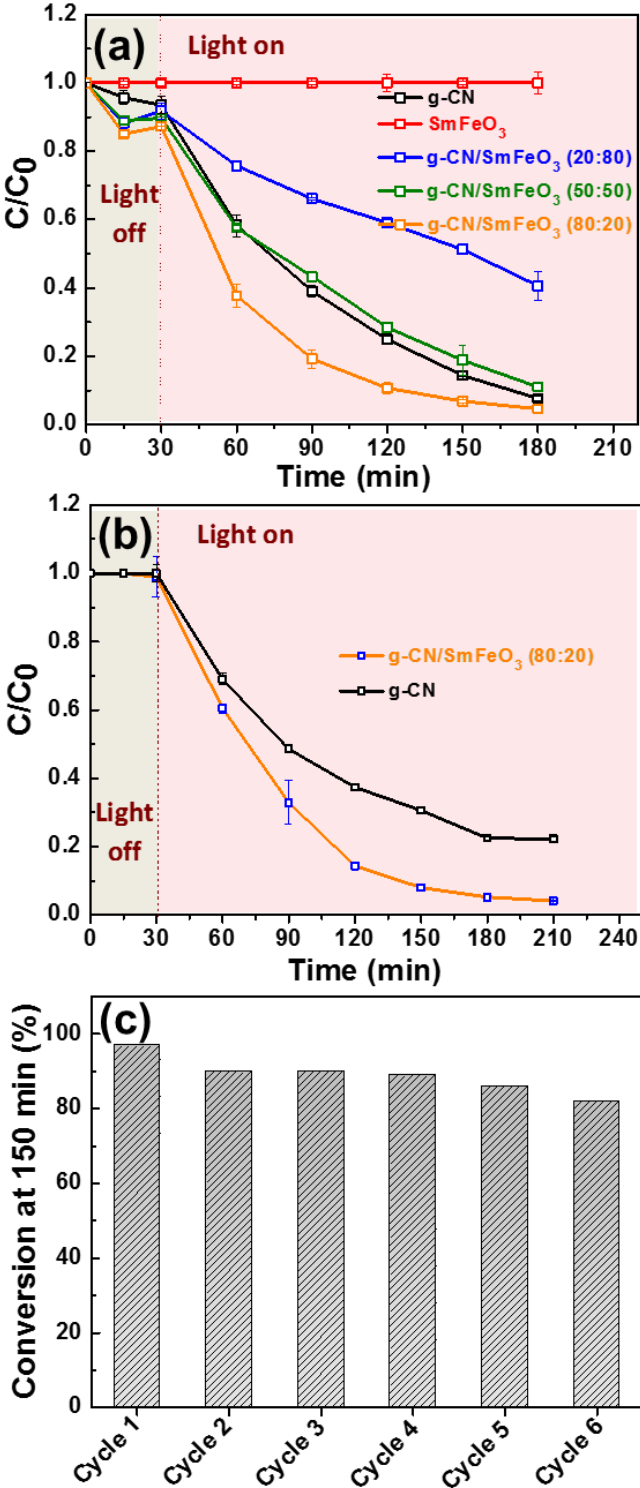 (a)
Light on
g-CN
SmFeO3
g-CN/SmFeO3 (20:80)
g-CN/SmFeO3 (50:50)
g-CN/SmFeO3 (80:20)
Light
off
C/C0
1.2
1.0
0.8
0.6
0.4
0.2
0.0
0 30 60 90 120 150 180 210
Time (min)
(b)
Light on
g-CN/SmFeO3 (80:20)
g-CN
Light
off
C/C0
1.2
1.0
0.8
0.6
0.4
0.2
0.0
0 30 60 90 120 150 180 210 240
Time (min)
(c)
Conversion at 150 min (%)
100
80
60
40
20
0
Cycle 1 Cycle 2 Cycle 3 Cycle 4 Cycle 5 Cycle 6